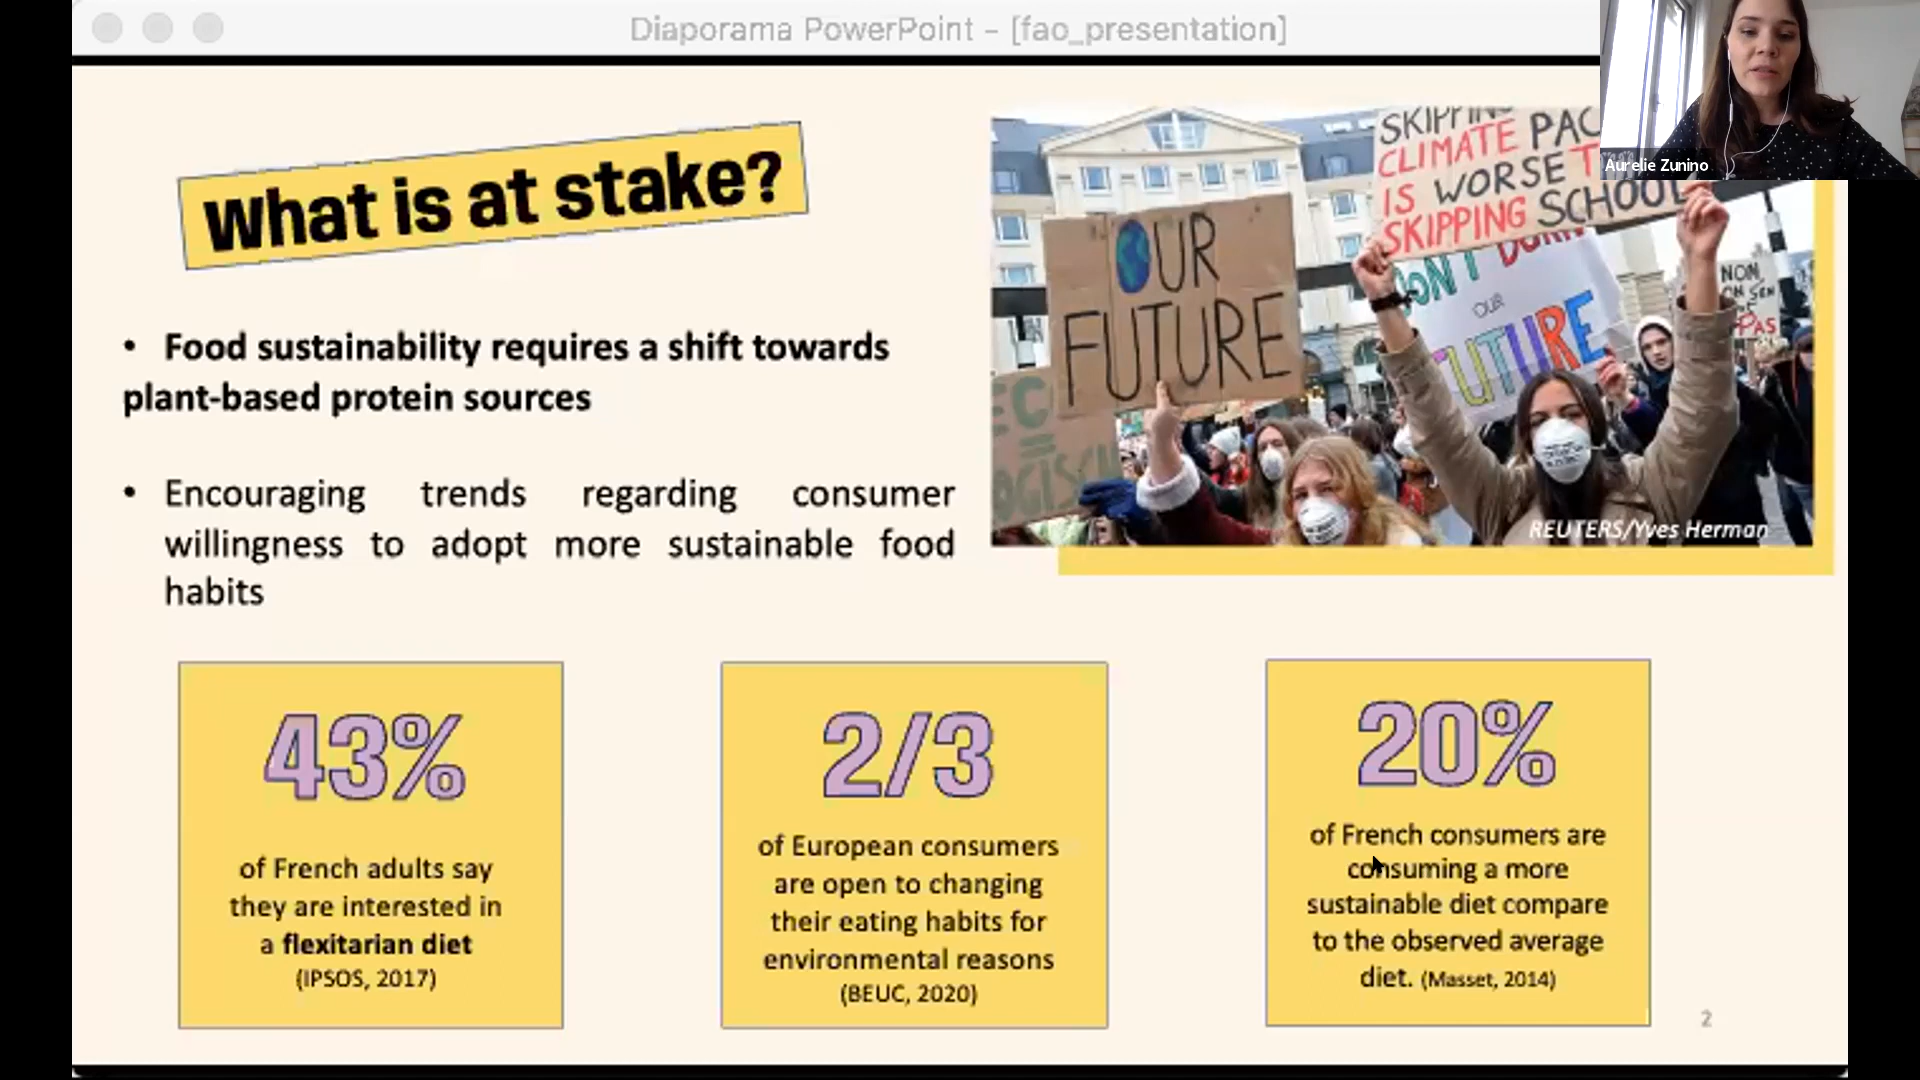 Diaporama PowerPoint – [fao_presentation]
Aurelie Zunino
What is at stake?
• Food sustainability requires a shift towards
plant-based protein sources
• Encouraging trends regarding consumer
willingness to adopt more sustainable food
habits
SKIPPING
CLIMATE PAC
IS WORSE T
SKIPPING SCHOOL
OUR
FUTURE
DON'T BURN
OUR
FUTURE
NON
PAS
REUTERS/Yves Herman
43%
of French adults say
they are interested in
a flexitarian diet
(IPSOS, 2017)
2/3
of European consumers
are open to changing
their eating habits for
environmental reasons
(BEUC, 2020)
20%
of French consumers are
consuming a more
sustainable diet compare
to the observed average
diet. (Masset, 2014)
2